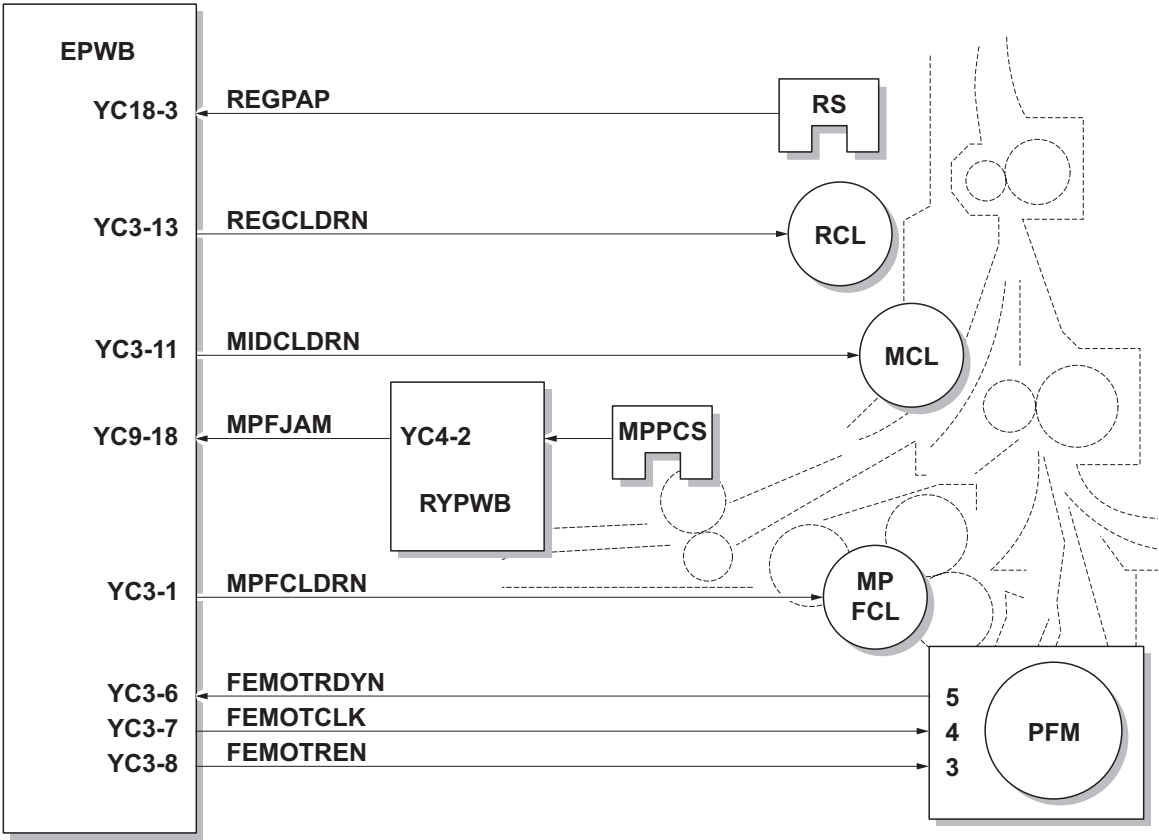 EPWB
YC18-3 REGPAP RS
YC3-13 REGCLDRN RCL
YC3-11 MIDCLDRN MCL
YC9-18 MPFJAM YC4-2 MPPCS
RYPWB
YC3-1 MPFCLDRN MP
FCL
YC3-6 FEMOTRDYN 5
YC3-7 FEMOTCLK 4 PFM
YC3-8 FEMOTREN 3